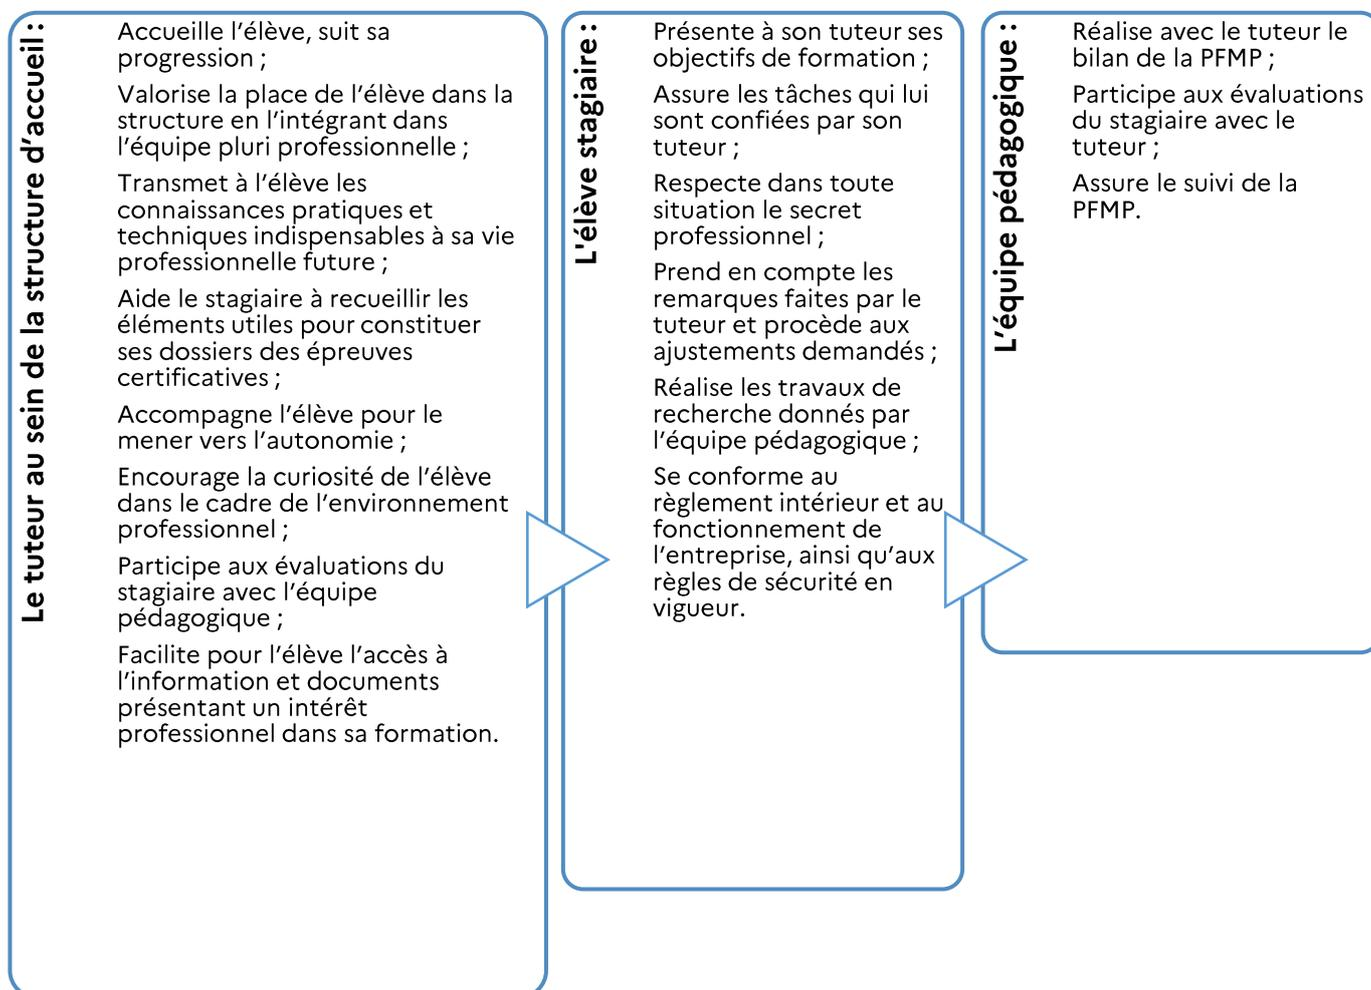 Le tuteur au sein de la structure d’accueil :
Accueille l’élève, suit sa
progression ;
Valorise la place de l’élève dans la
structure en l’intégrant dans
l’équipe pluri professionnelle ;
Transmet à l’élève les
connaissances pratiques et
techniques indispensables à sa vie
professionnelle future ;
Aide le stagiaire à recueillir les
éléments utiles pour constituer
ses dossiers des épreuves
certificatives ;
Accompagne l’élève pour le
mener vers l’autonomie ;
Encourage la curiosité de l’élève
dans le cadre de l’environnement
professionnel ;
Participe aux évaluations du
stagiaire avec l’équipe
pédagogique ;
Facilite pour l’élève l’accès à
l’information et documents
présentant un intérêt
professionnel dans sa formation.
L'élève stagiaire :
Présente à son tuteur ses
objectifs de formation ;
Assure les tâches qui lui
sont confiées par son
tuteur ;
Respecte dans toute
situation le secret
professionnel ;
Prend en compte les
remarques faites par le
tuteur et procède aux
ajustements demandés ;
Réalise les travaux de
recherche donnés par
l’équipe pédagogique ;
Se conforme au
règlement intérieur et au
fonctionnement de
l’entreprise, ainsi qu’aux
règles de sécurité en
vigueur.
L’équipe pédagogique :
Réalise avec le tuteur le
bilan de la PFMP ;
Participe aux évaluations
du stagiaire avec le
tuteur ;
Assure le suivi de la
PFMP.